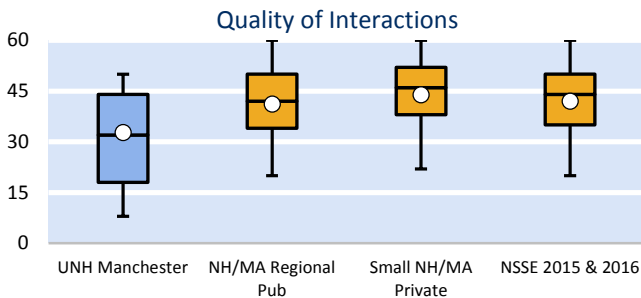 Quality of Interactions
60
45
30
15
0
UNH Manchester
NH/MA Regional
Pub
Small NH/MA
Private
NSSE 2015 & 2016